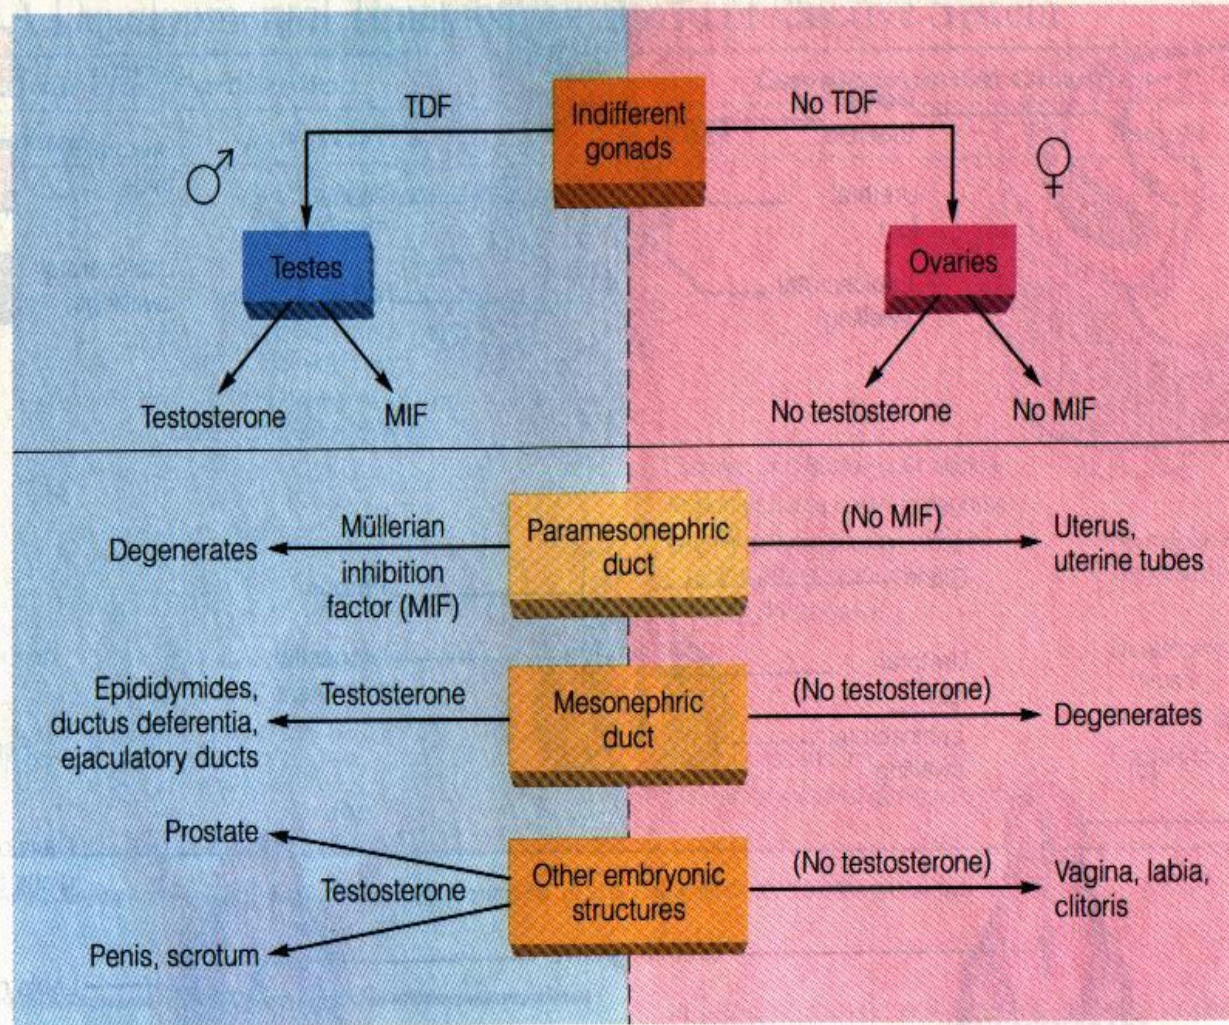 TDF
Indifferent
gonads
No TDF
♂
♀
Testes
Ovaries
Testosterone
MIF
No testosterone
No MIF
Degenerates
Müllerian
inhibition
factor (MIF)
Paramesonephric
duct
(No MIF)
Uterus,
uterine tubes
Epididymides,
ductus deferentia,
ejaculatory ducts
Testosterone
Mesonephric
duct
(No testosterone)
Degenerates
Prostate
Testosterone
Penis, scrotum
Other embryonic
structures
(No testosterone)
Vagina, labia,
clitoris